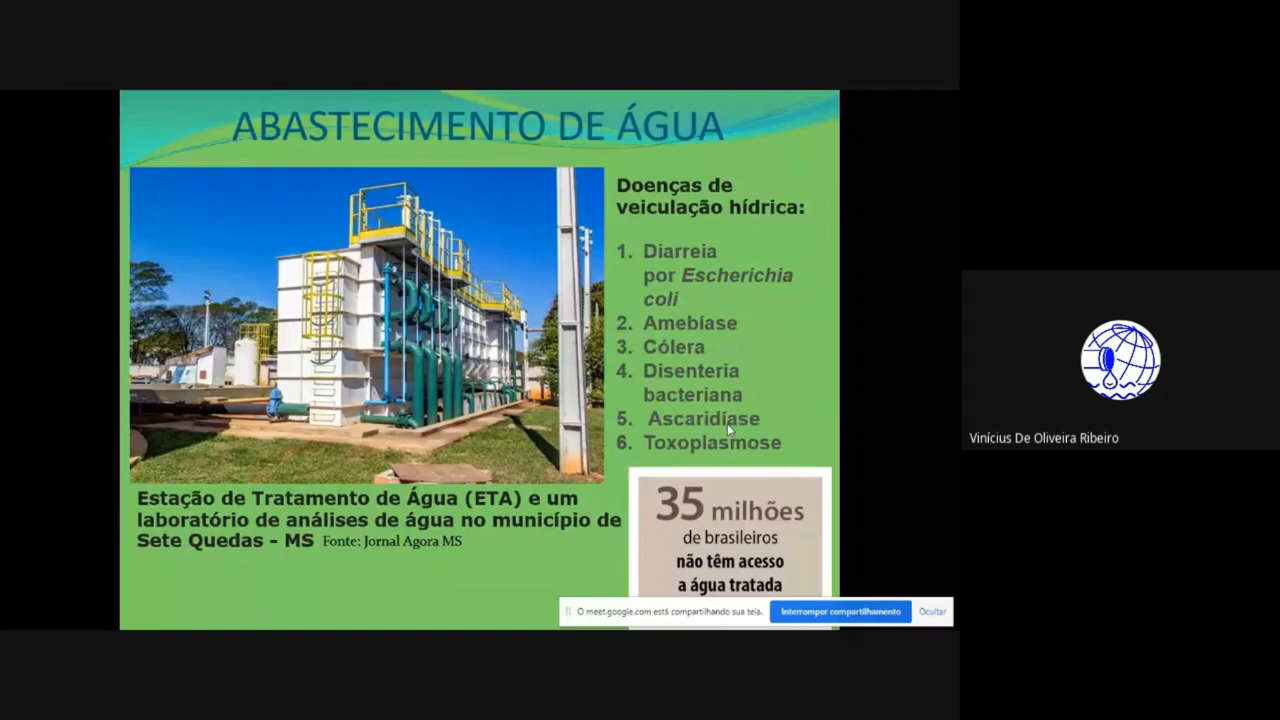 ABASTECIMENTO DE ÁGUA
Doenças de
veiculação hídrica:
1. Diarreia
por Escherichia
coli
2. Amebíase
3. Cólera
4. Disenteria
bacteriana
5. Ascaridíase
6. Toxoplasmose
Estação de Tratamento de Água (ETA) e um
laboratório de análises de água no município de
Sete Quedas - MS Fonte: Jornal Agora MS
35 milhões
de brasileiros
não têm acesso
a água tratada
O meet.google.com está compartilhando sua tela.
Interromper compartilhamento
Ocultar
Vinícius De Oliveira Ribeiro